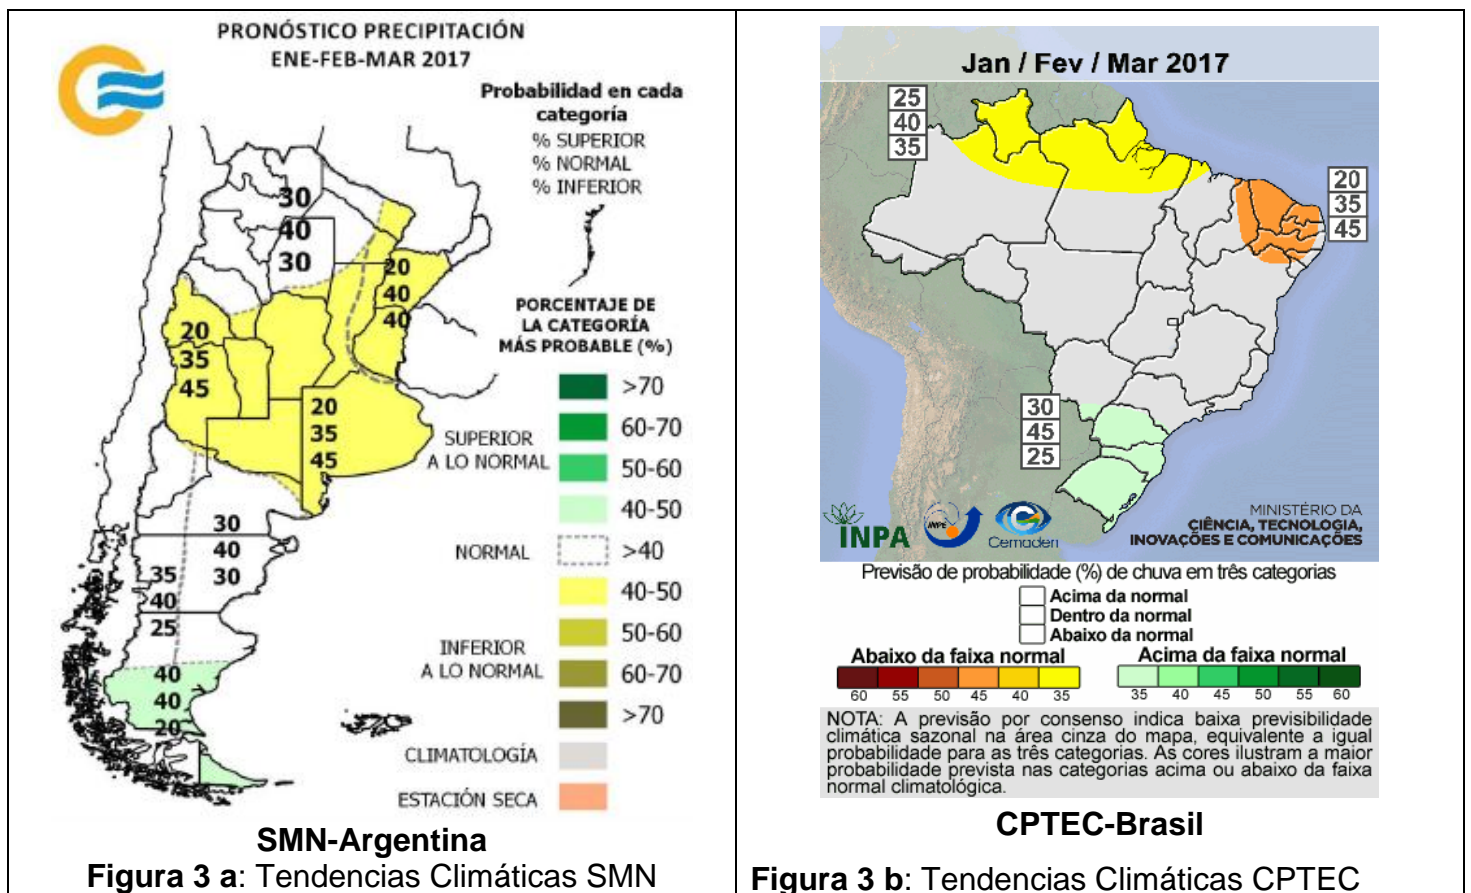 PRONÓSTICO PRECIPITACIÓN
ENE-FEB-MAR 2017
Probabilidad en cada
categoría
% SUPERIOR
% NORMAL
% INFERIOR
30
40
30
20
40
40
20
35
45
20
35
45
30
40
30
35
40
25
40
40
20
PORCENTAJE DE
LA CATEGORÍA
MÁS PROBABLE (%)
>70
60-70
SUPERIOR
A LO NORMAL
50-60
40-50
NORMAL
>40
40-50
50-60
INFERIOR
A LO NORMAL
60-70
>70
CLIMATOLOGÍA
ESTACIÓN SECA
SMN-Argentina
Figura 3 a: Tendencias Climáticas SMN
Jan / Fev / Mar 2017
25
40
35
20
35
45
30
45
25
INPA
INPE
Cemaden
MINISTÉRIO DA
CIÊNCIA, TECNOLOGIA,
INOVAÇÕES E COMUNICAÇÕES
Previsão de probabilidade (%) de chuva em três categorias
Acima da normal
Dentro da normal
Abaixo da normal
Abaixo da faixa normal
60 55 50 45 40 35
Acima da faixa normal
35 40 45 50 55 60
NOTA: A previsão por consenso indica baixa previsibilidade
climática sazonal na área cinza do mapa, equivalente a igual
probabilidade para as três categorias. As cores ilustram a maior
probabilidade prevista nas categorias acima ou abaixo da faixa
normal climatológica.
CPTEC-Brasil
Figura 3 b: Tendencias Climáticas CPTEC